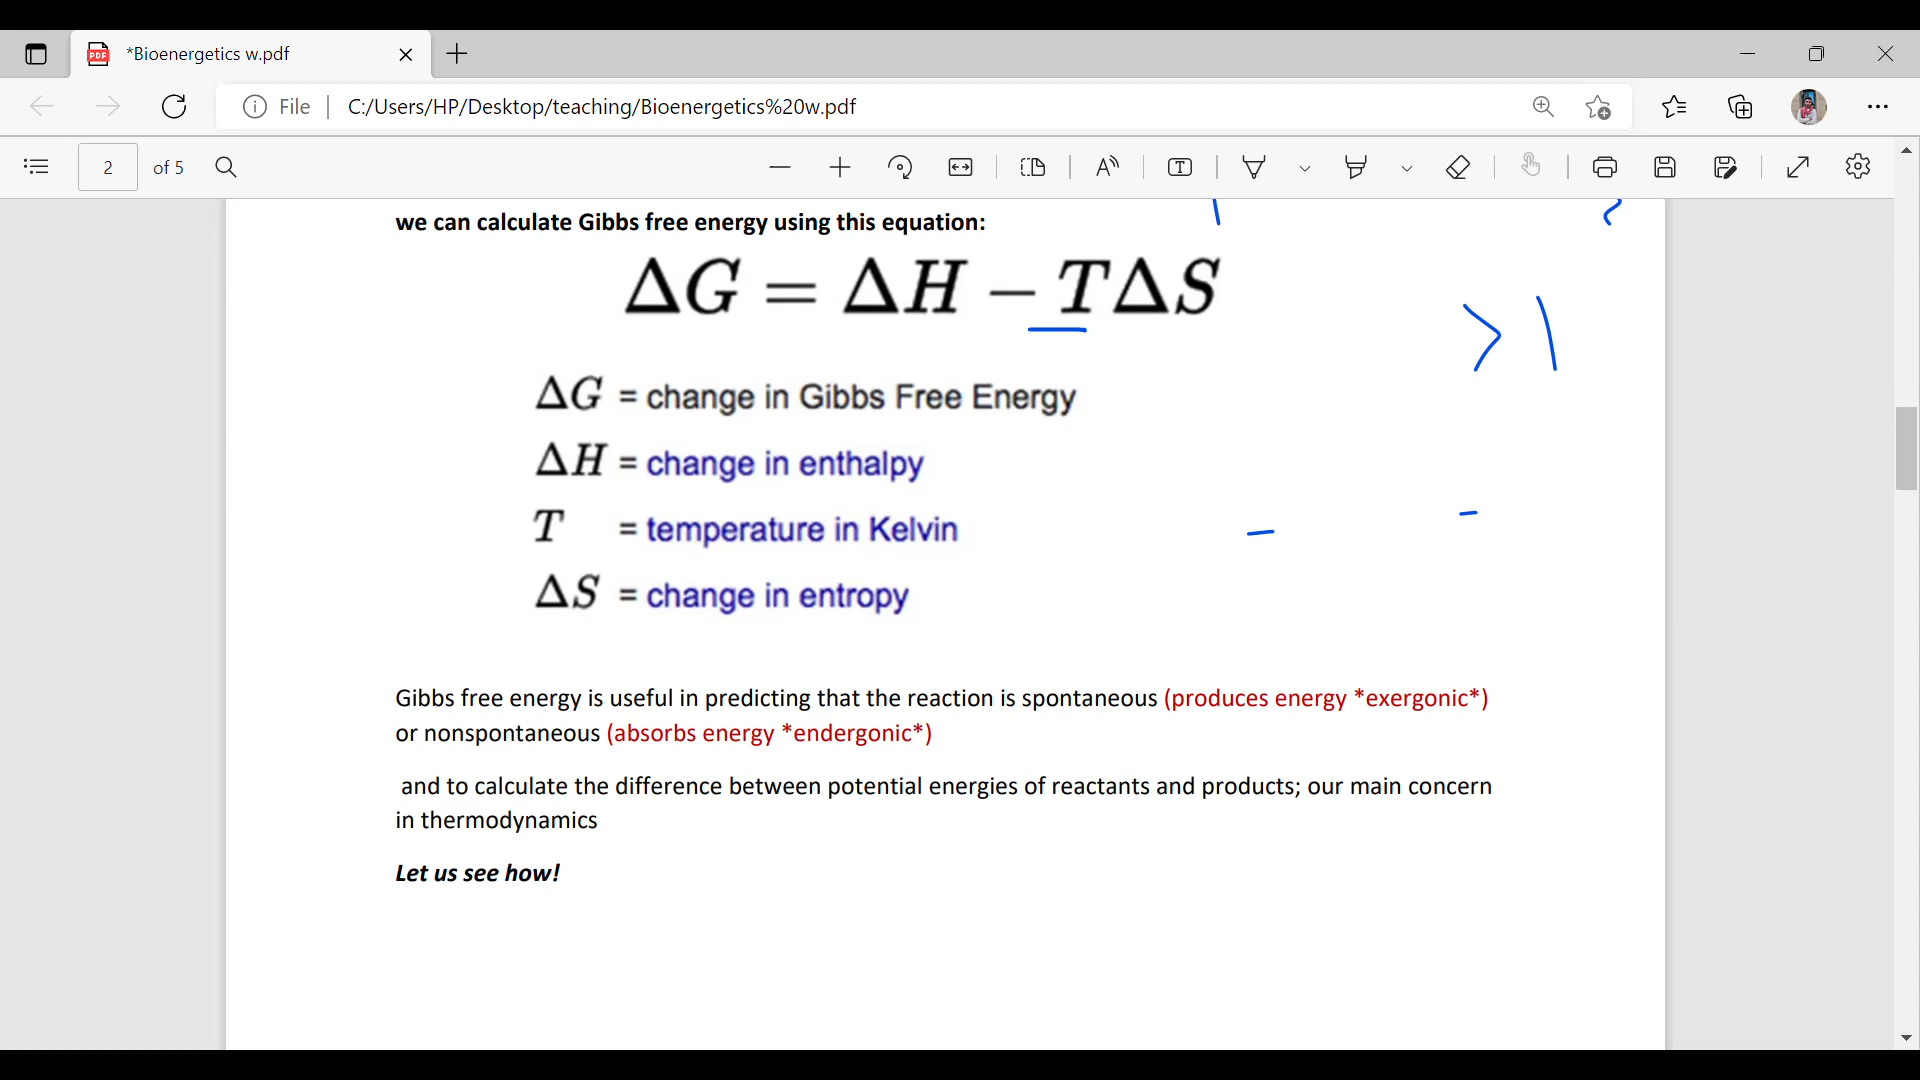 *Bioenergetics w.pdf
File | C:/Users/HP/Desktop/teaching/Bioenergetics%20w.pdf
2 of 5
we can calculate Gibbs free energy using this equation:
ΔG = ΔH − TΔS
> \
ΔG = change in Gibbs Free Energy
ΔH = change in enthalpy
T = temperature in Kelvin
ΔS = change in entropy
Gibbs free energy is useful in predicting that the reaction is spontaneous (produces energy *exergonic*)
or nonspontaneous (absorbs energy *endergonic*)
and to calculate the difference between potential energies of reactants and products; our main concern
in thermodynamics
Let us see how!